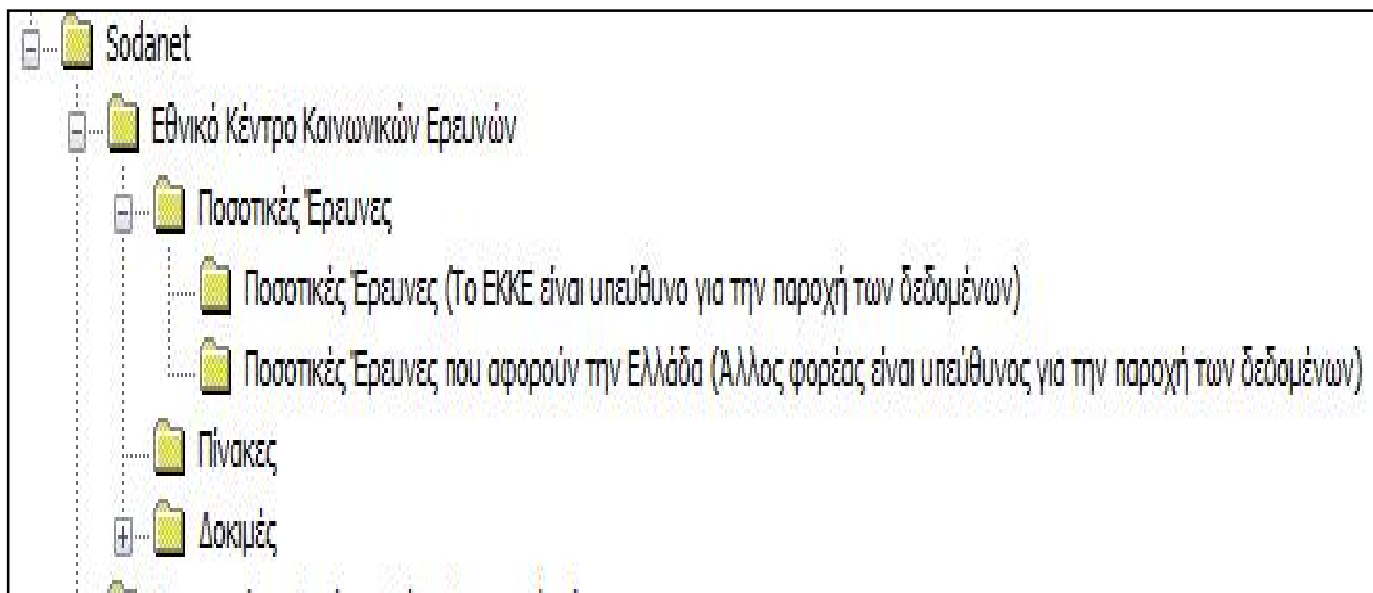 Sodanet
Εθνικό Κέντρο Κοινωνικών Ερευνών
Ποσοτικές Έρευνες
Ποσοτικές Έρευνες (Το ΕΚΚΕ είναι υπεύθυνο για την παροχή των δεδομένων)
Ποσοτικές Έρευνες που αφορούν την Ελλάδα (Άλλος φορέας είναι υπεύθυνος για την παροχή των δεδομένων)
Πίνακες
Δοκιμές